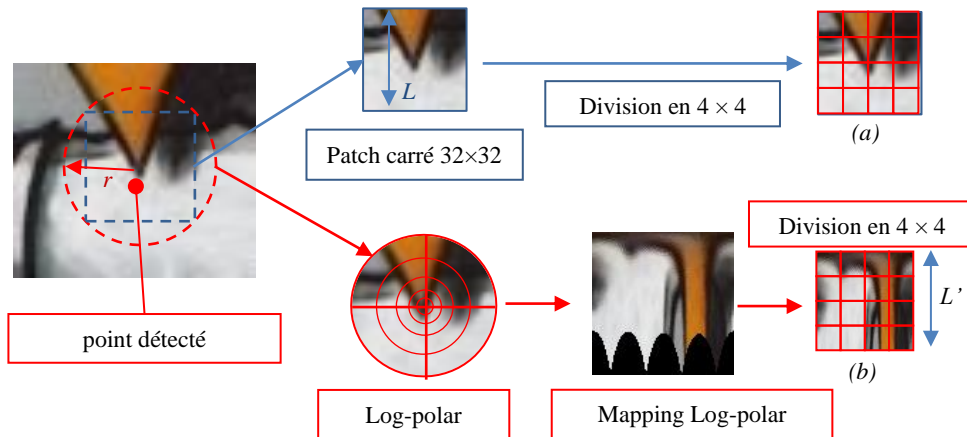 L
Division en 4 × 4
Patch carré 32×32
(a)
r
point détecté
Division en 4 × 4
L’
(b)
Log-polar
Mapping Log-polar